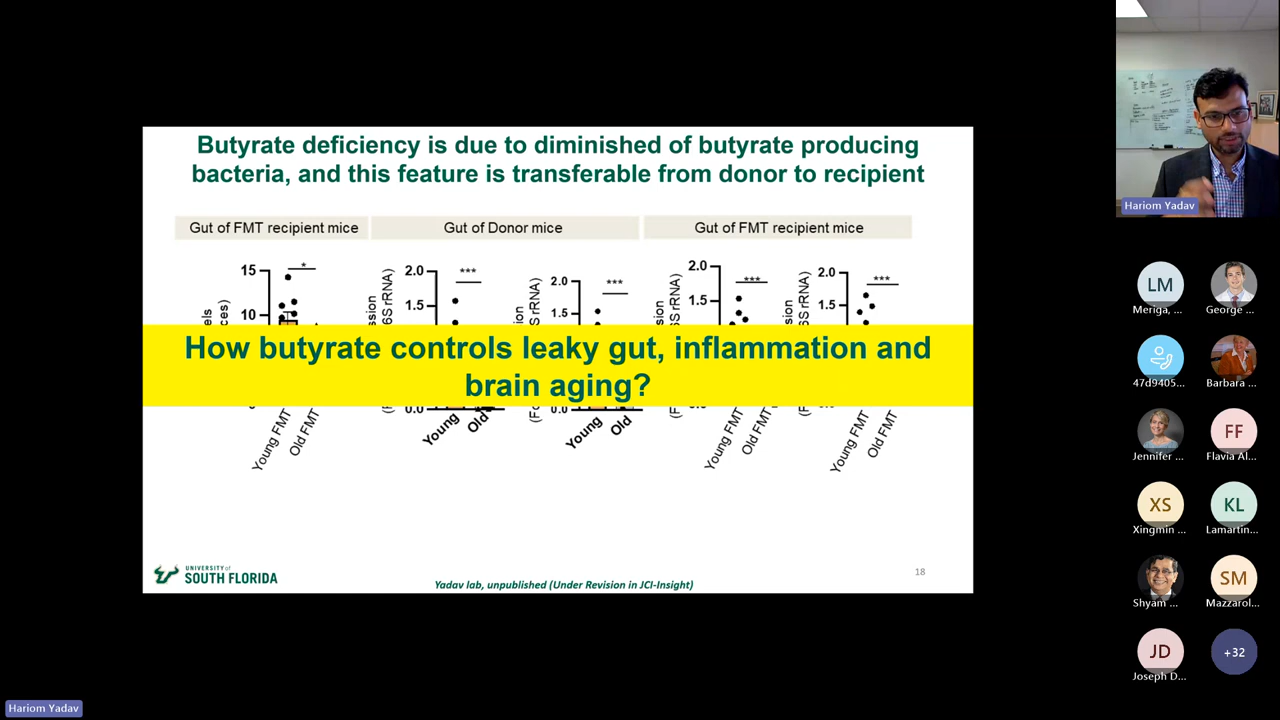 Butyrate deficiency is due to diminished of butyrate producing
bacteria, and this feature is transferable from donor to recipient
Gut of FMT recipient mice
Gut of Donor mice
Gut of FMT recipient mice
15
*
10
Young FMT
Old FMT
2.0
***
1.5
0.0
Young
Old
2.0
***
1.5
0.0
Young
Old
2.0
***
1.5
Young FMT
Old FMT
2.0
***
1.5
Young FMT
Old FMT
How butyrate controls leaky gut, inflammation and
brain aging?
UNIVERSITY of
SOUTH FLORIDA
Yadav lab, unpublished (Under Revision in JCI-Insight)
18
Hariom Yadav
LM
Meriga, ...
George ...
47d9405...
Barbara ...
Jennifer ...
FF
Flavia Al...
XS
Xingmin ...
KL
Lamartin...
Shyam ...
SM
Mazzarol...
JD
Joseph D...
+32
Hariom Yadav